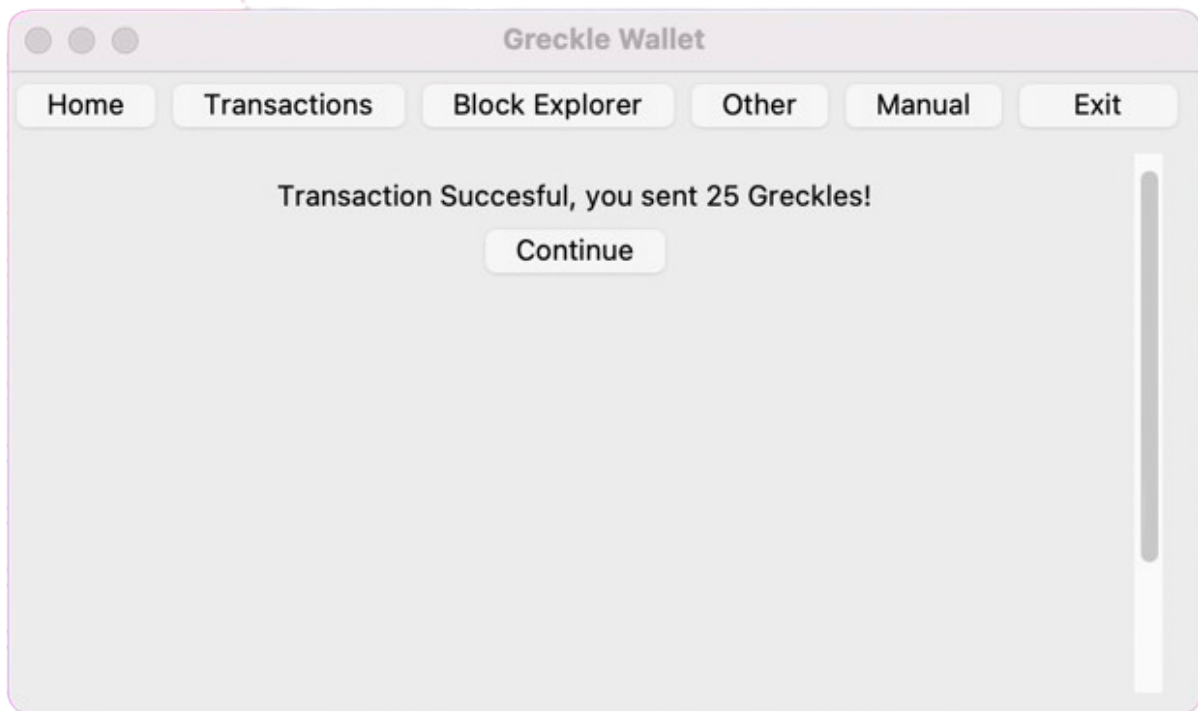 Greckle Wallet
Home Transactions Block Explorer Other Manual Exit
Transaction Succesful, you sent 25 Greckles!
Continue